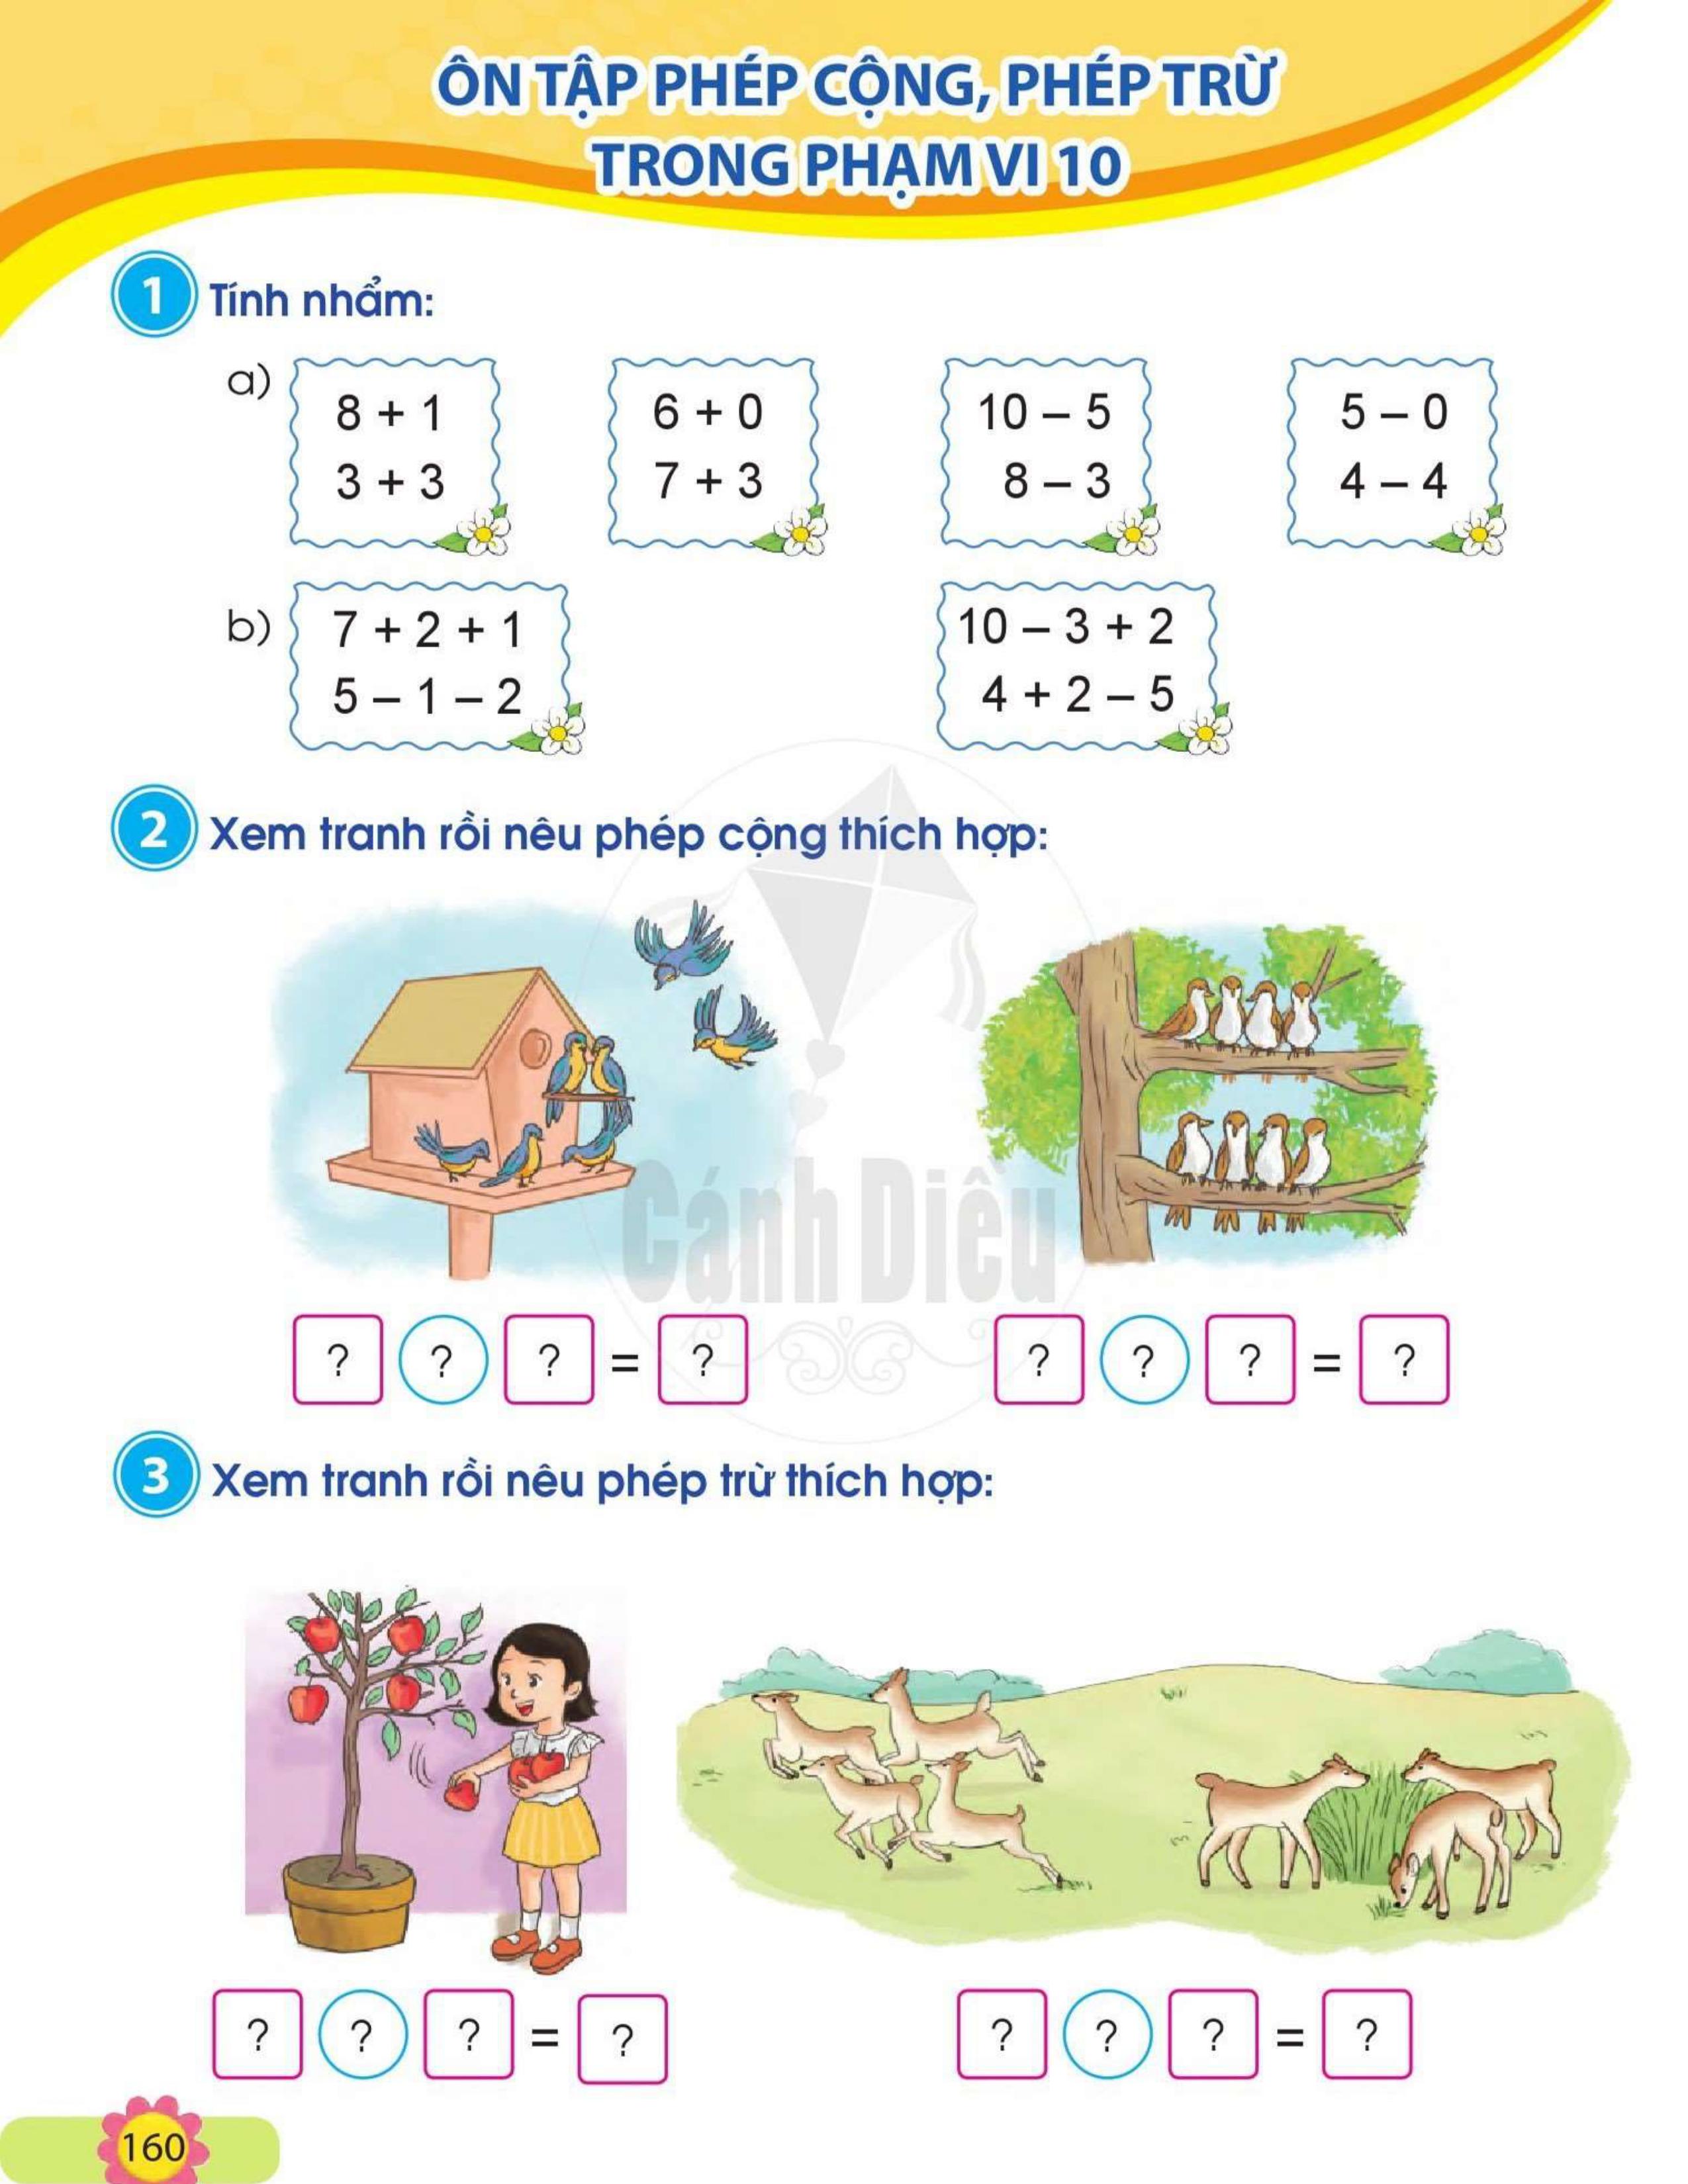 ÔN TẬP PHÉP CỘNG, PHÉP TRỪ
TRONG PHẠM VI 10
1 Tính nhẩm:
a)
8 + 1
3 + 3
6 + 0
7 + 3
10 – 5
8 – 3
5 – 0
4 – 4
b)
7 + 2 + 1
5 – 1 – 2
10 – 3 + 2
4 + 2 – 5
2 Xem tranh rồi nêu phép cộng thích hợp:
Cánh Diều
? ? ? = ?
? ? ? = ?
3 Xem tranh rồi nêu phép trừ thích hợp:
? ? ? = ?
? ? ? = ?
160